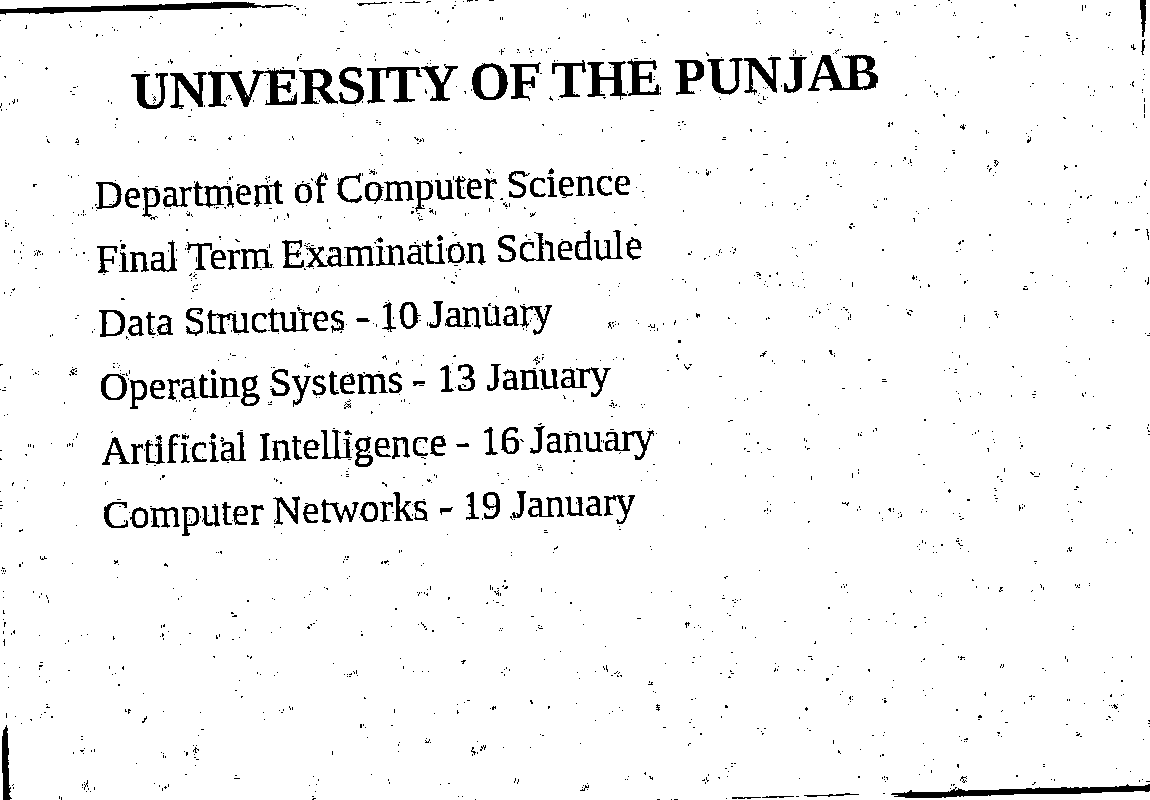 UNIVERSITY OF THE PUNJAB
Department of Computer Science
Final Term Examination Schedule
Data Structures - 10 January
Operating Systems - 13 January
Artificial Intelligence - 16 January
Computer Networks - 19 January